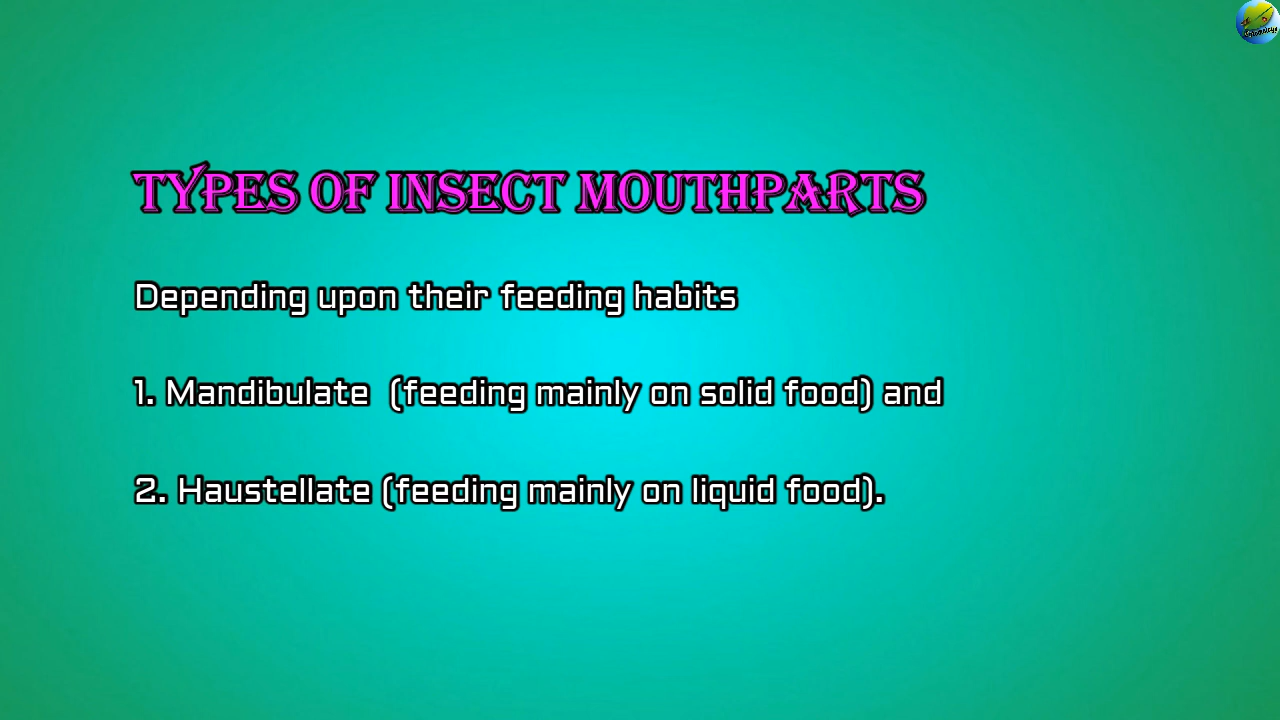 TYPES OF INSECT MOUTHPARTS
Depending upon their feeding habits
1. Mandibulate (feeding mainly on solid food) and
2. Haustellate (feeding mainly on liquid food).